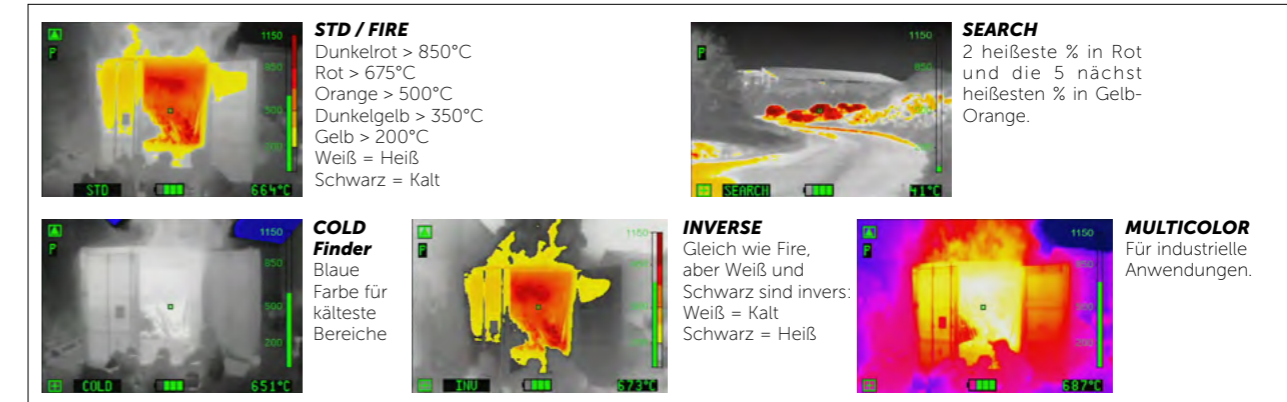 1150
850
500
200
P
STD
664°C
STD / FIRE
Dunkelrot > 850°C
Rot > 675°C
Orange > 500°C
Dunkelgelb > 350°C
Gelb > 200°C
Weiß = Heiß
Schwarz = Kalt
1150
850
P
SEARCH
41°C
SEARCH
2 heißeste % in Rot
und die 5 nächst
heißesten % in Gelb-
Orange.
1150
850
500
200
P
COLD
651°C
COLD
Finder
Blaue
Farbe für
kälteste
Bereiche
1150
850
500
200
P
INV
673°C
INVERSE
Gleich wie Fire,
aber Weiß und
Schwarz sind invers:
Weiß = Kalt
Schwarz = Heiß
1150
850
500
P
687°C
MULTICOLOR
Für industrielle
Anwendungen.